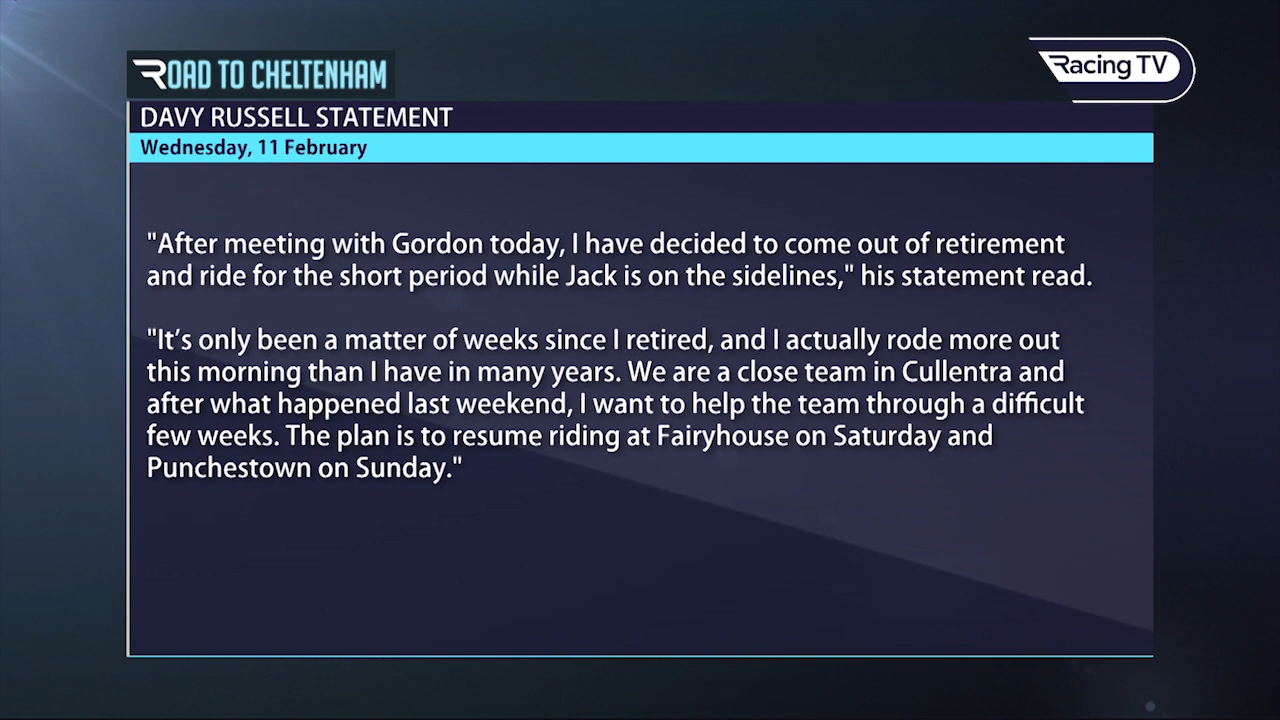 ROAD TO CHELTENHAM
Racing TV
DAVY RUSSELL STATEMENT
Wednesday, 11 February
"After meeting with Gordon today, I have decided to come out of retirement
and ride for the short period while Jack is on the sidelines," his statement read.
"It’s only been a matter of weeks since I retired, and I actually rode more out
this morning than I have in many years. We are a close team in Cullentra and
after what happened last weekend, I want to help the team through a difficult
few weeks. The plan is to resume riding at Fairyhouse on Saturday and
Punchestown on Sunday."